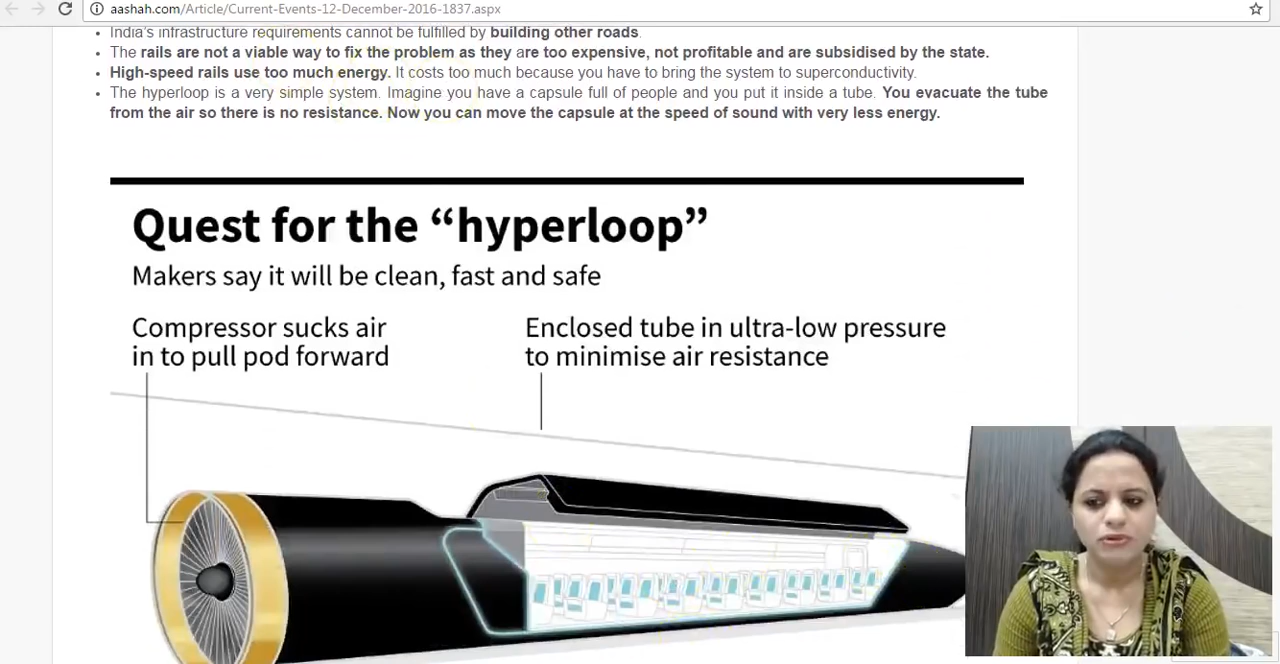 aashah.com/Article/Current-Events-12-December-2016-1837.aspx
India's infrastructure requirements cannot be fulfilled by building other roads.
The rails are not a viable way to fix the problem as they are too expensive, not profitable and are subsidised by the state.
High-speed rails use too much energy. It costs too much because you have to bring the system to superconductivity.
The hyperloop is a very simple system. Imagine you have a capsule full of people and you put it inside a tube. You evacuate the tube
from the air so there is no resistance. Now you can move the capsule at the speed of sound with very less energy.
Quest for the “hyperloop”
Makers say it will be clean, fast and safe
Compressor sucks air
in to pull pod forward
Enclosed tube in ultra-low pressure
to minimise air resistance